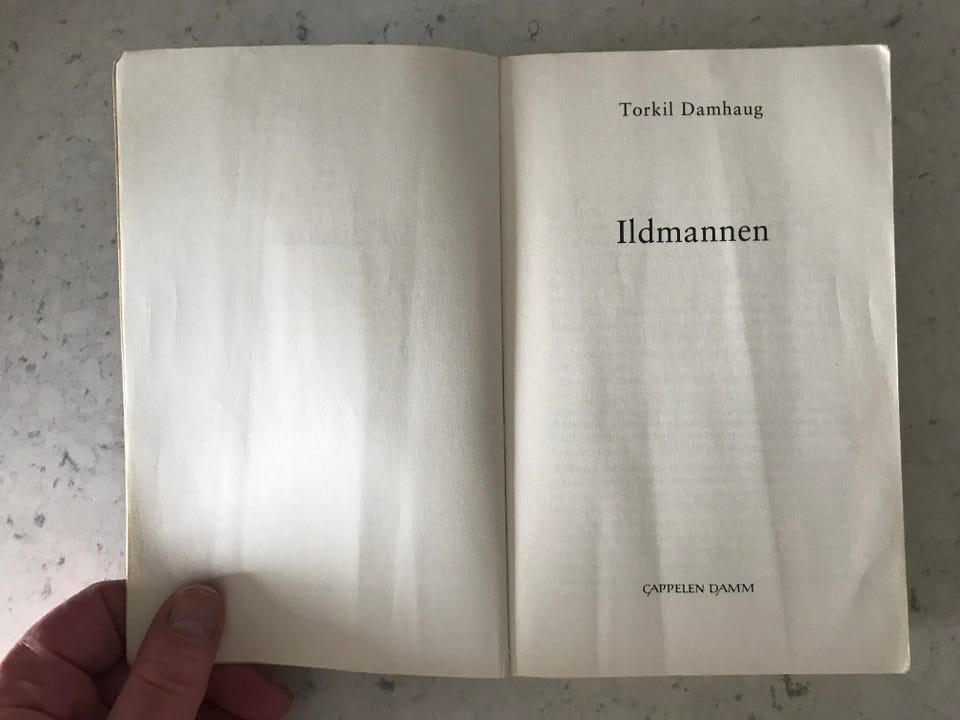 Torkil Damhaug
Ildmannen
CAPPELEN DAMM